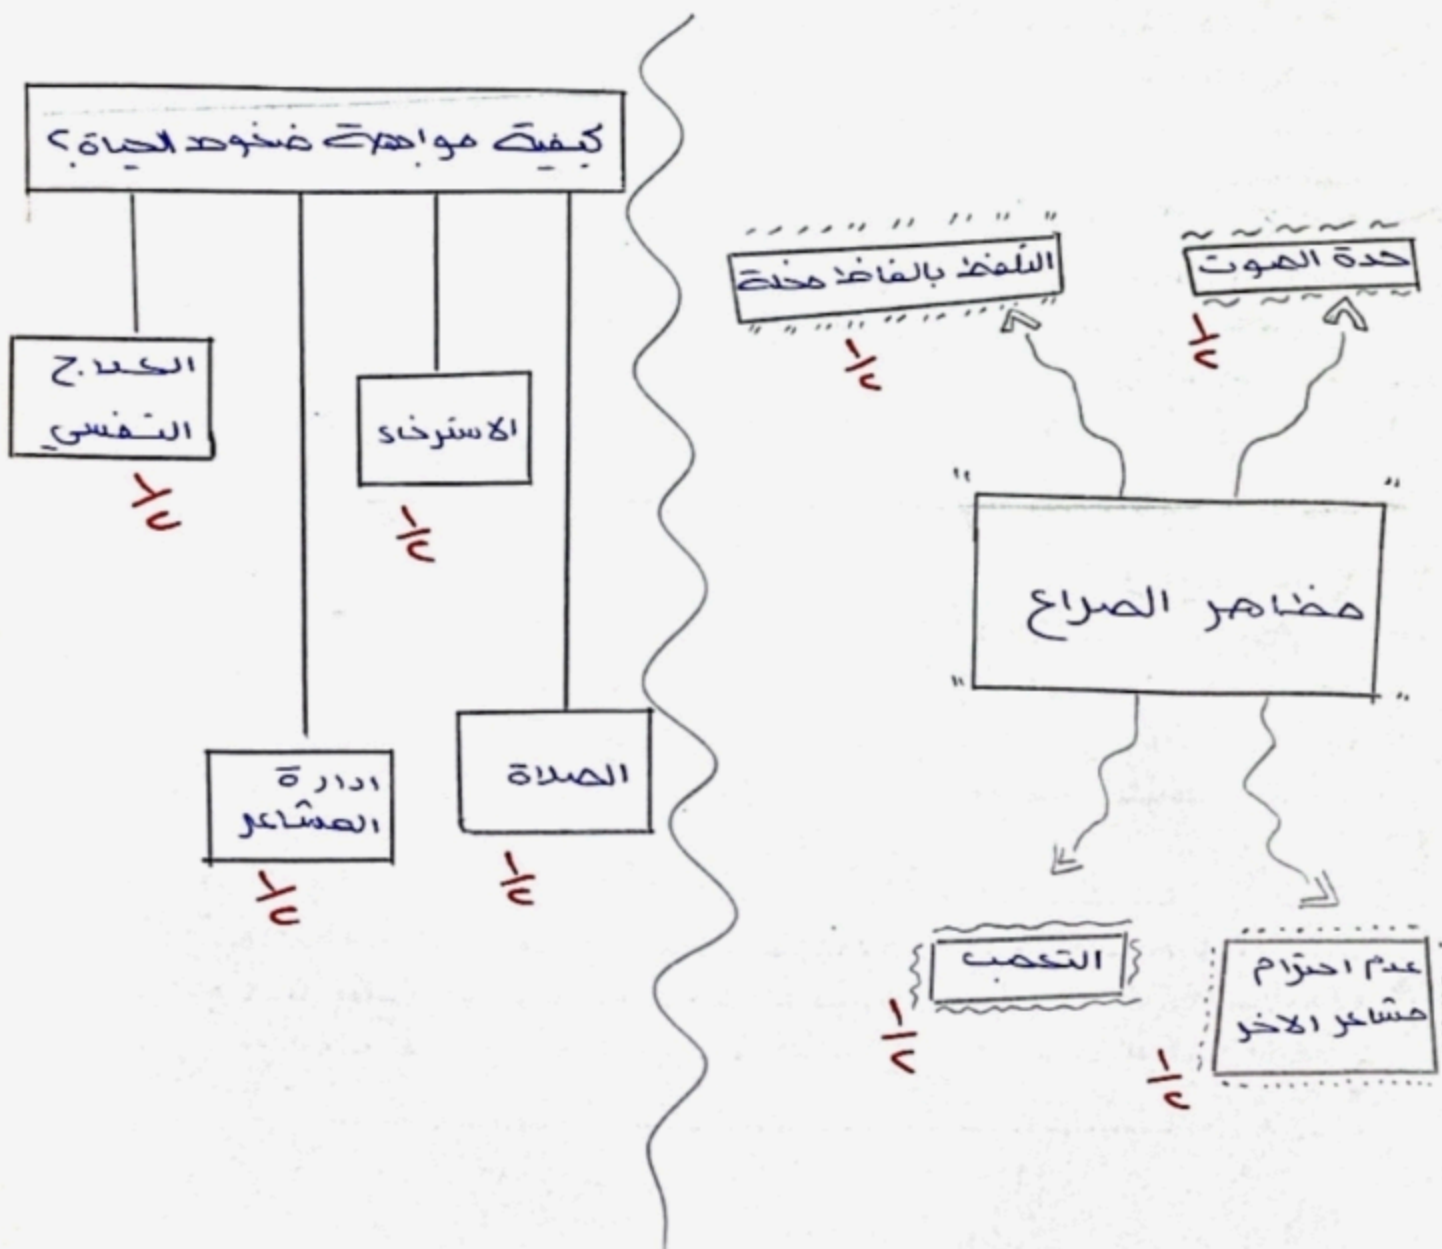 حدة الصوت
١/٢
التلفظ بالفاظ مخلة
١/٢
مظاهر الصراع
عدم احترام
مشاعر الاخر
١/٢
التعصب
١/٢
كيفية مواجهة ضغوط الحياة؟
الصلاة
١/٢
الاسترخاء
١/٢
ادارة
المشاعر
١/٢
العلاج
النفسي
١/٢